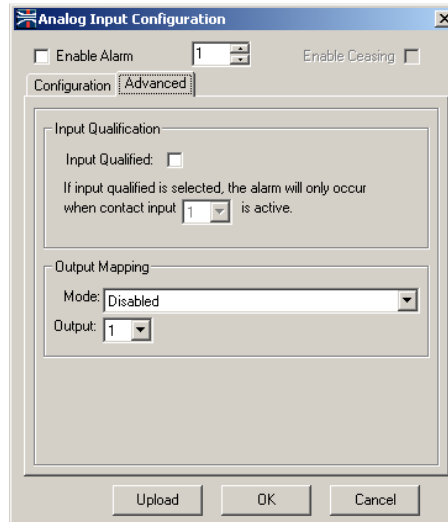 Analog Input Configuration
Enable Alarm 1 Enable Ceasing
Configuration Advanced
Input Qualification
Input Qualified:
If input qualified is selected, the alarm will only occur
when contact input 1 is active.
Output Mapping
Mode: Disabled
Output: 1
Upload OK Cancel